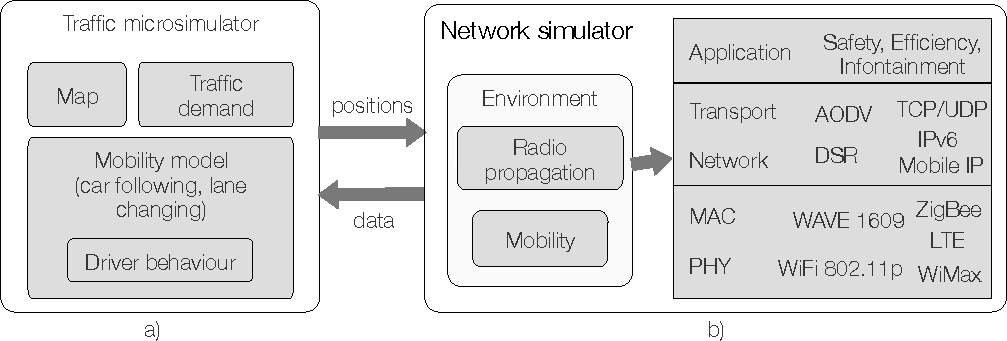 Traffic microsimulator
Map
Traffic
demand
Mobility model
(car following, lane
changing)
Driver behaviour
a)
positions
data
Network simulator
Environment
Radio
propagation
Mobility
Application
Safety, Efficiency,
Infontainment
Transport
AODV
TCP/UDP
IPv6
Network
DSR
Mobile IP
MAC
WAVE 1609
ZigBee
LTE
PHY
WiFi 802.11p
WiMax
b)